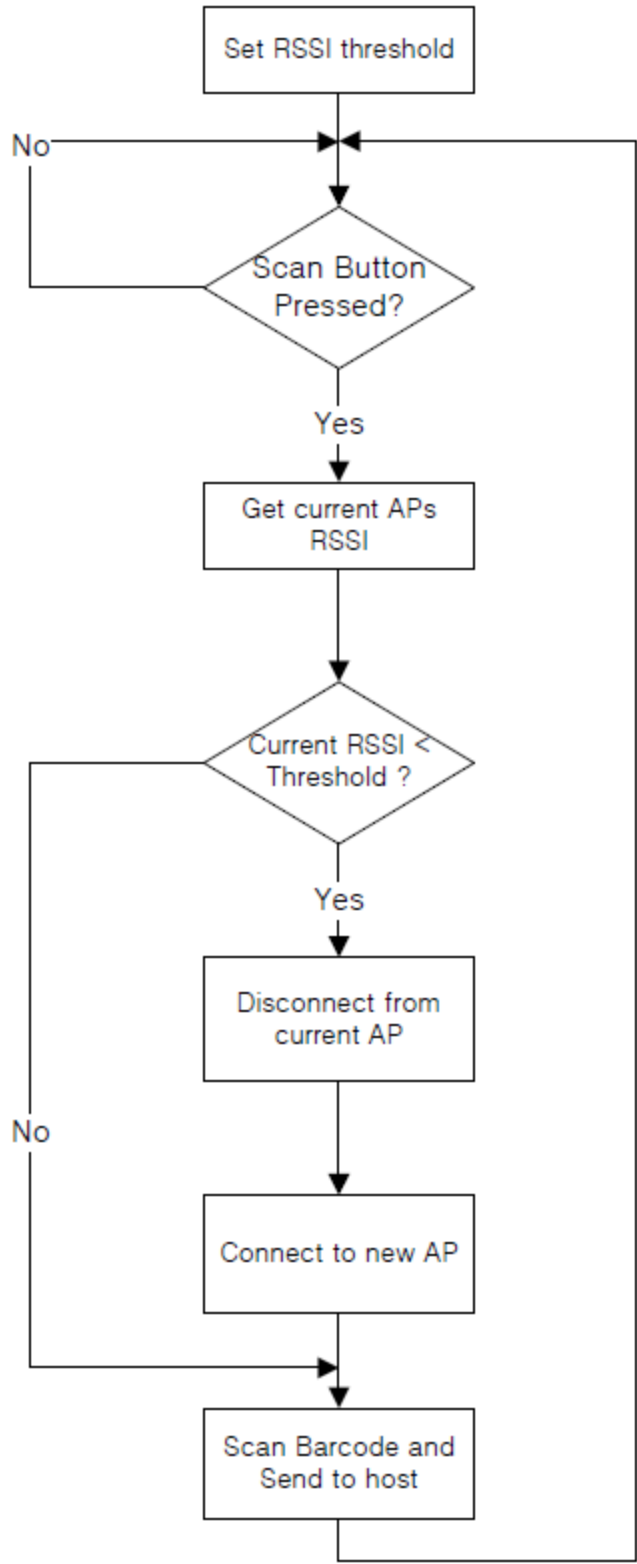 Set RSSI threshold
No
Scan Button
Pressed?
Yes
Get current APs
RSSI
Current RSSI <
Threshold ?
Yes
Disconnect from
current AP
No
Connect to new AP
Scan Barcode and
Send to host